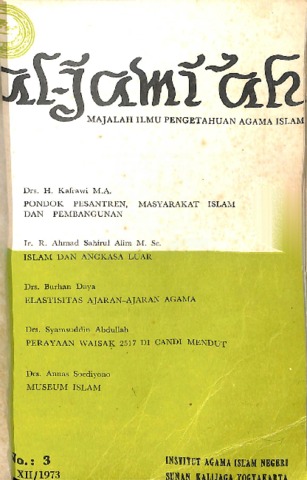 al-jami'ah
MAJALAH ILMU PENGETAHUAN AGAMA ISLAM
Drs. H. Kafrawi M.A.
PONDOK PESANTREN, MASYARAKAT ISLAM
DAN PEMBANGUNAN
Ir. R. Ahmad Sahirul Alim M. Sc.
ISLAM DAN ANGKASA LUAR
Drs. Burhan Daya
ELASTISITAS AJARAN-AJARAN AGAMA
Drs. Syamsuddin Abdullah
PERAYAAN WAISAK 2517 DI CANDI MENDUT
Drs. Annas Soediyono
MUSEUM ISLAM
No.: 3
XII/1973
INSTITUT AGAMA ISLAM NEGERI
SUNAN KALIJAGA YOGYAKARTA